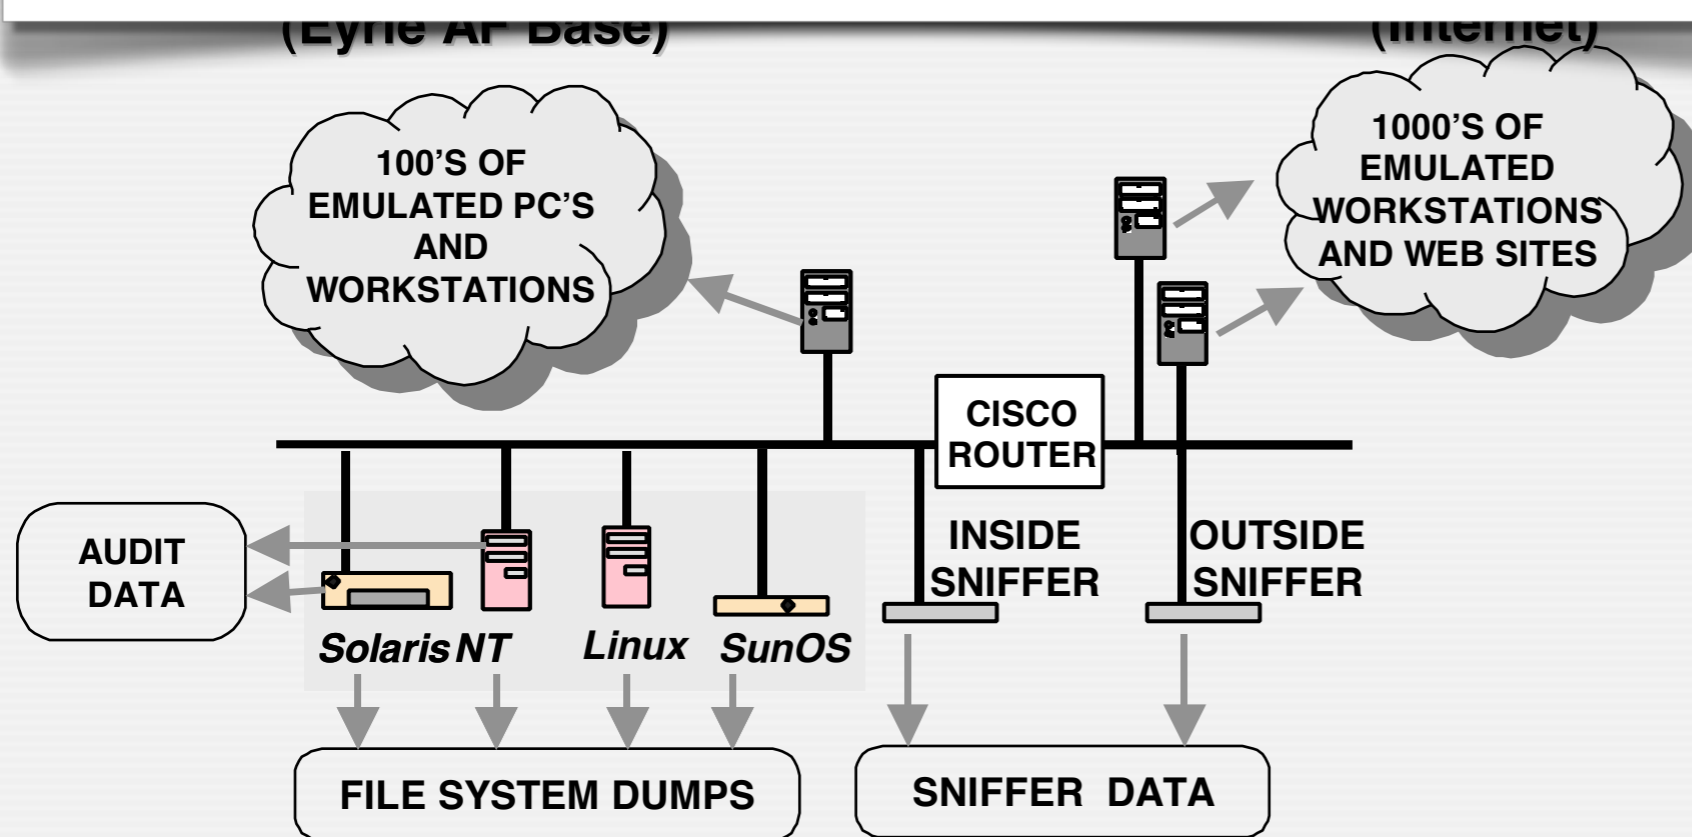 (Eyrie AF Base)
(Internet)
100'S OF
EMULATED PC'S
AND
WORKSTATIONS
1000'S OF
EMULATED
WORKSTATIONS
AND WEB SITES
CISCO
ROUTER
INSIDE
SNIFFER
OUTSIDE
SNIFFER
AUDIT
DATA
Solaris NT Linux SunOS
FILE SYSTEM DUMPS
SNIFFER DATA